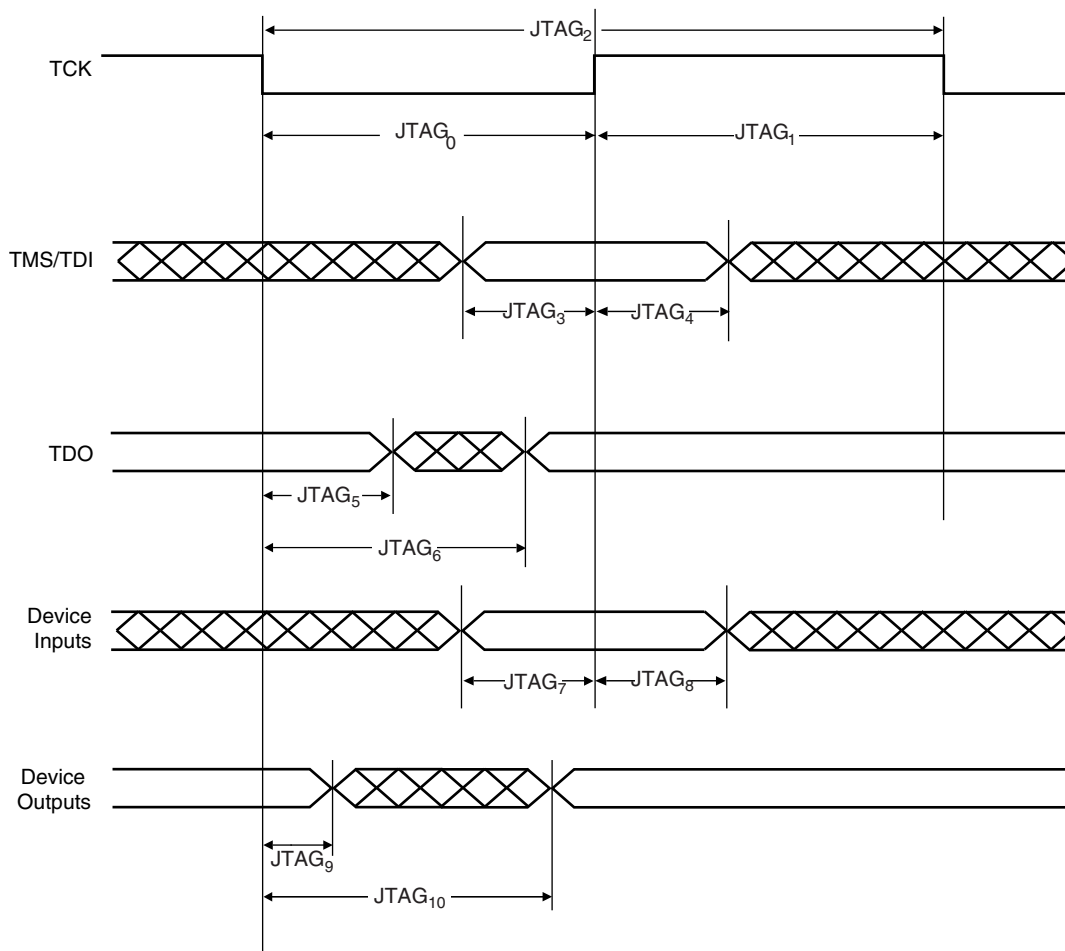 JTAG₂
TCK
JTAG₀
JTAG₁
TMS/TDI
JTAG₃
JTAG₄
TDO
JTAG₅
JTAG₆
Device
Inputs
JTAG₇
JTAG₈
Device
Outputs
JTAG₉
JTAG₁₀